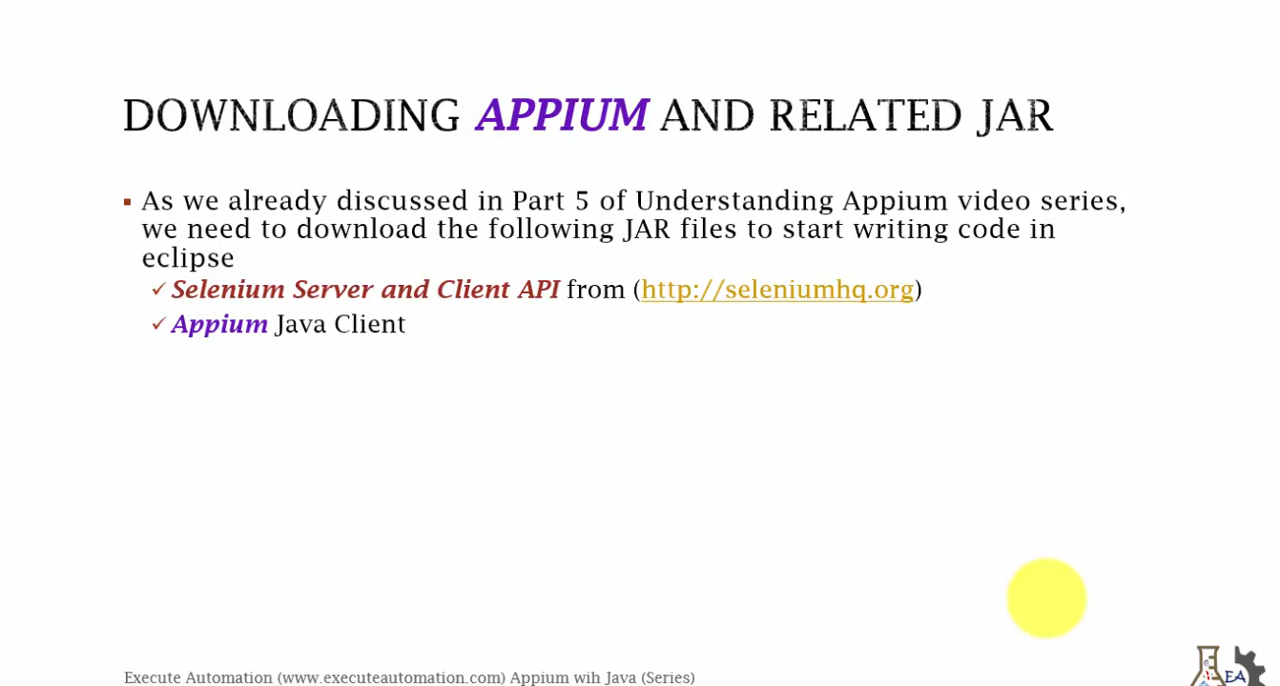 DOWNLOADING APPIUM AND RELATED JAR
As we already discussed in Part 5 of Understanding Appium video series,
we need to download the following JAR files to start writing code in
eclipse
Selenium Server and Client API from (http://seleniumhq.org)
Appium Java Client
Execute Automation (www.executeautomation.com) Appium wih Java (Series)
EA